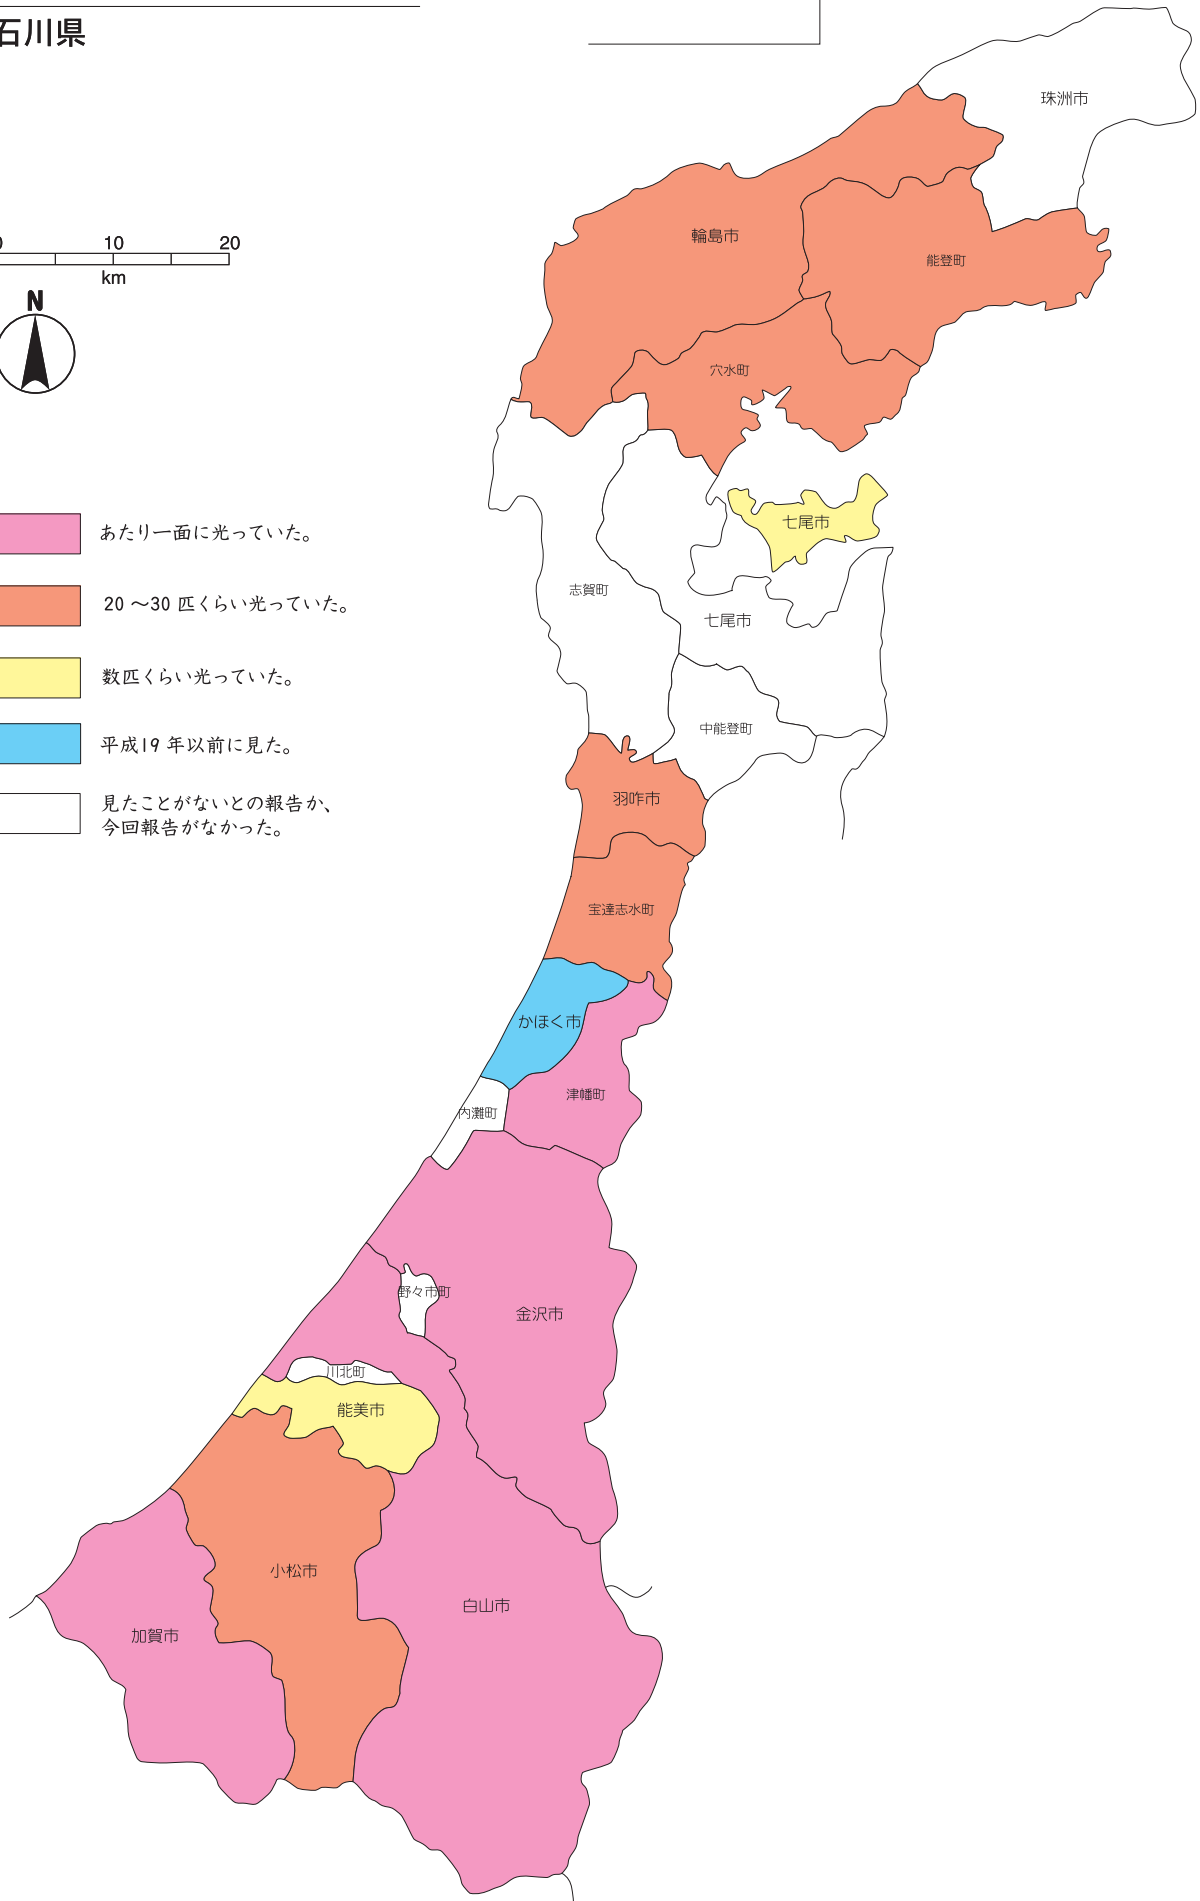 石川県
珠洲市
輪島市
10 20
km
能登町
N
穴水町
七尾市
あたり一面に光っていた。
志賀町
20～30 匹くらい光っていた。
七尾市
数匹くらい光っていた。
中能登町
平成19 年以前に見た。
羽咋市
見たことがないとの報告か、
今回報告がなかった。
宝達志水町
かほく市
津幡町
内灘町
野々市町
金沢市
川北町
能美市
小松市
白山市
加賀市